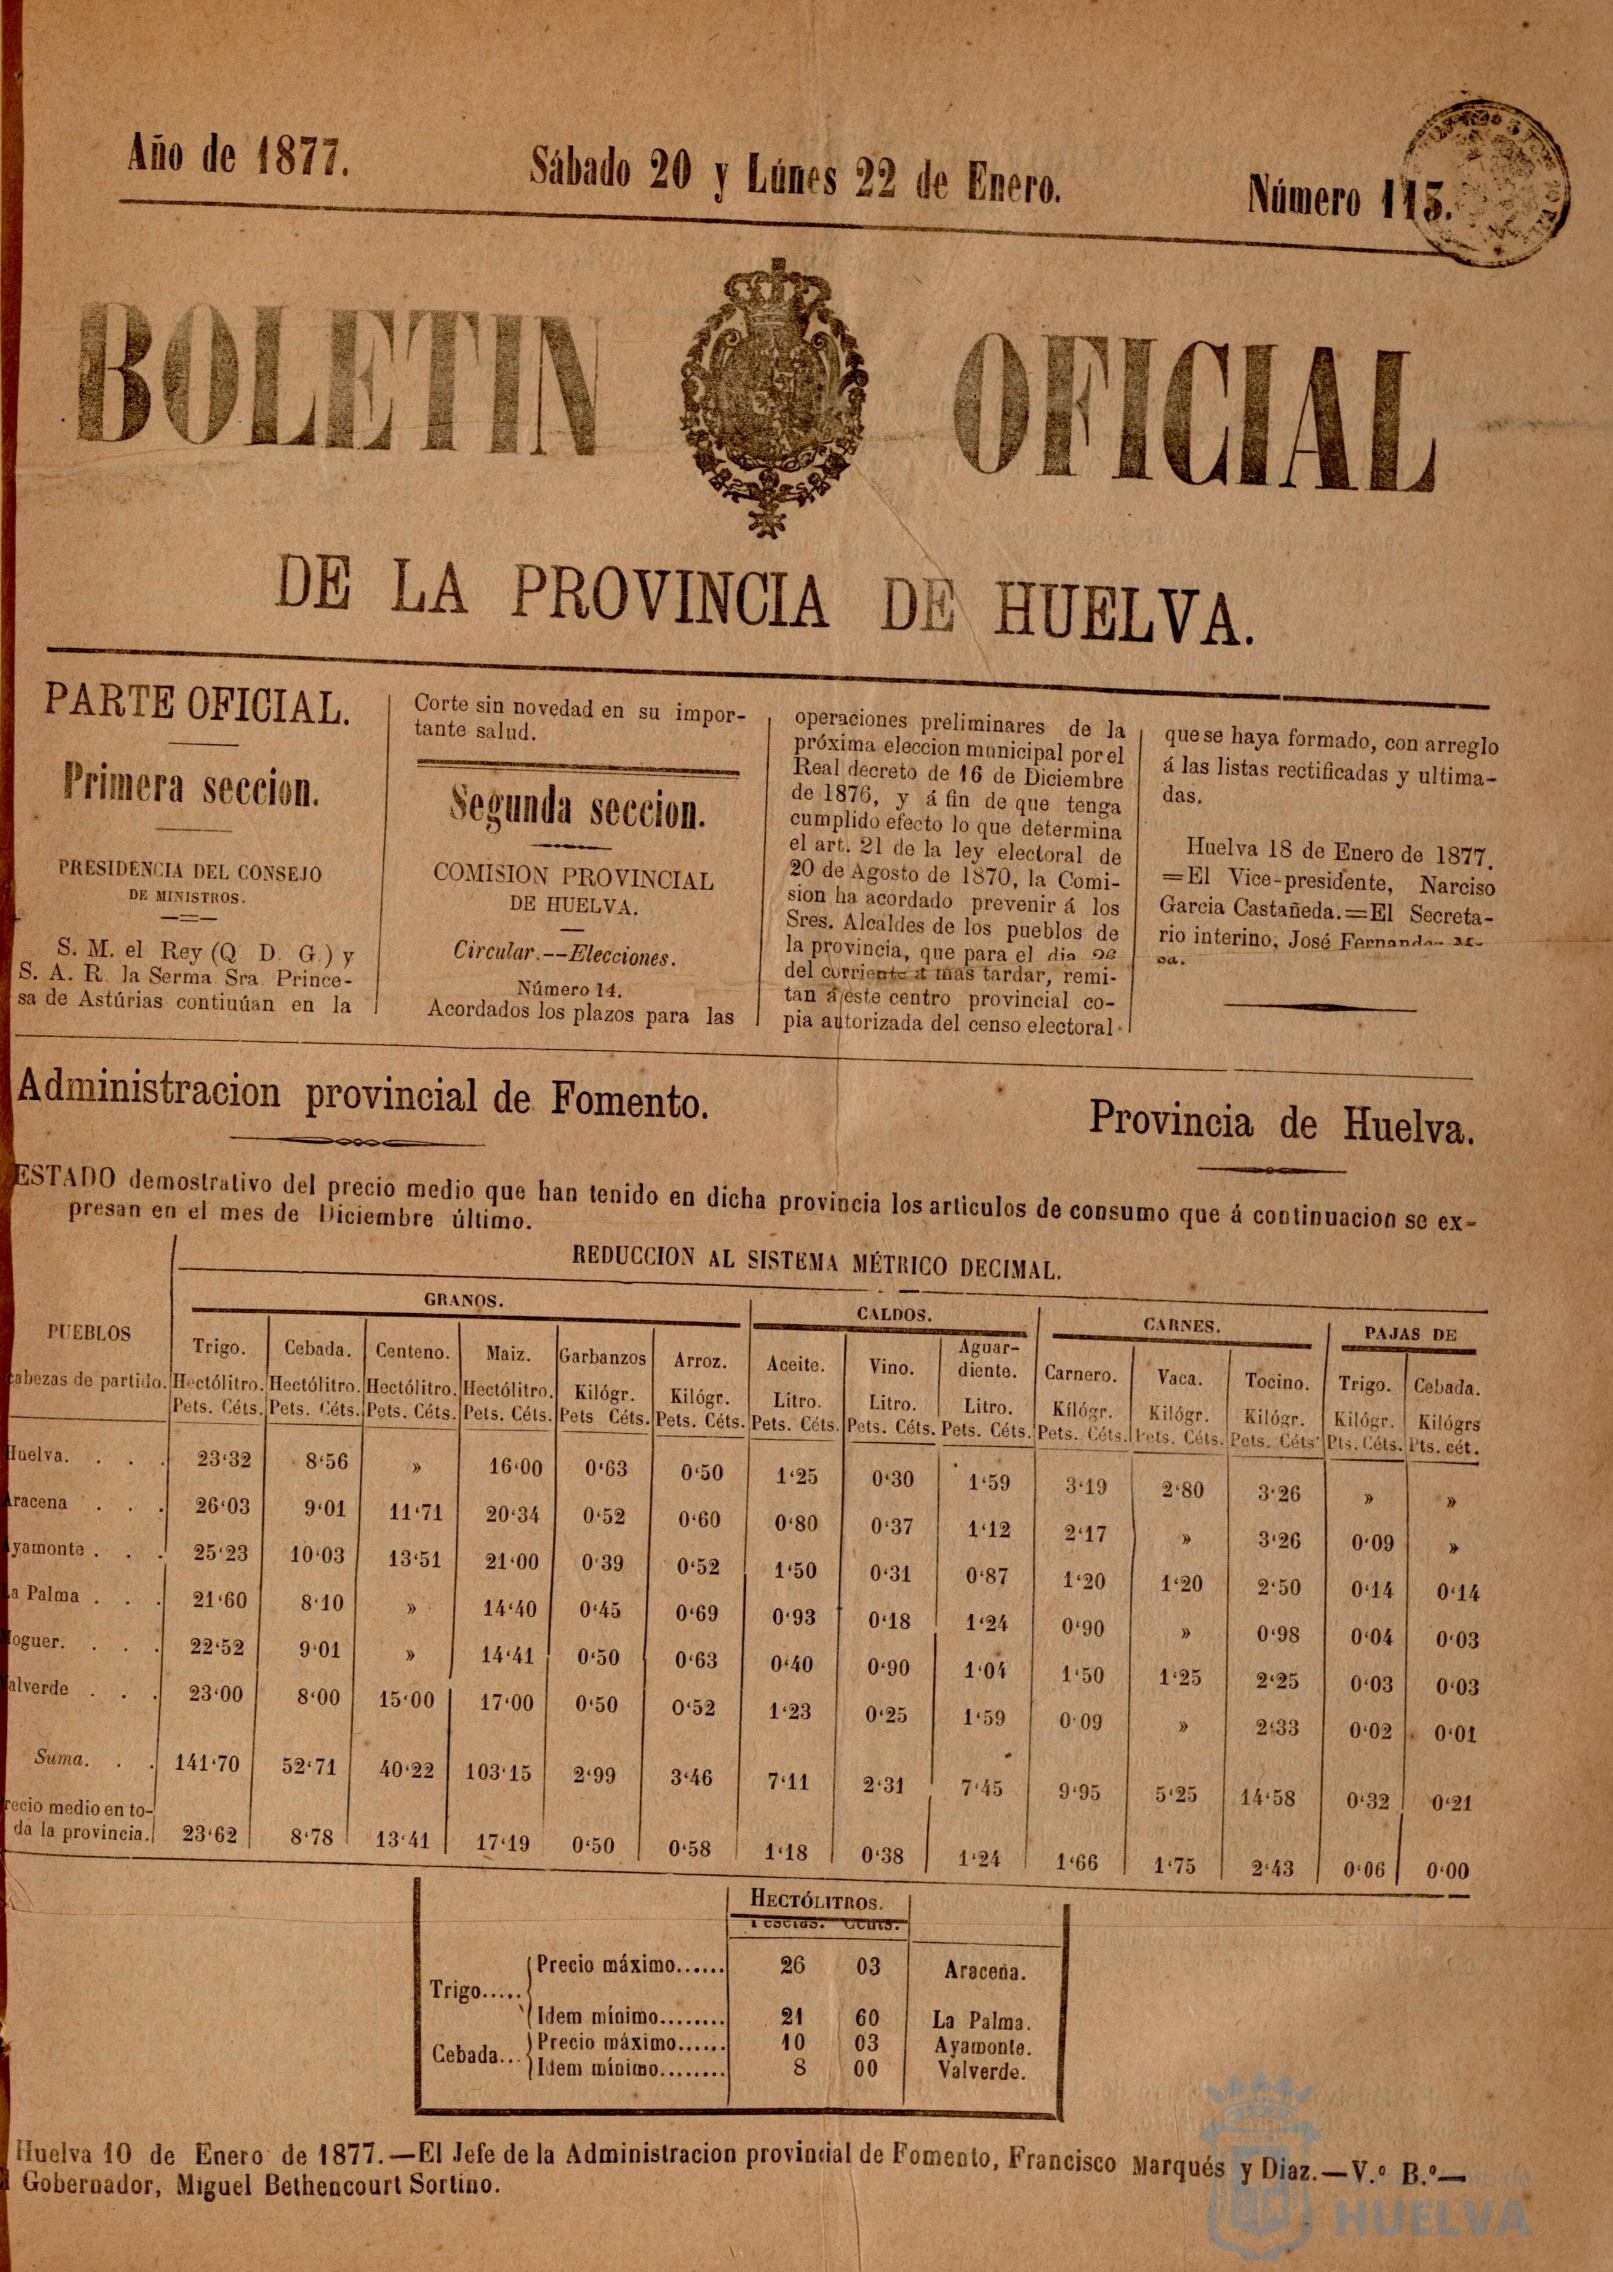 Año de 1877.
Sábado 20 y Lúnes 22 de Enero.
Número 115.
BOLETIN OFICIAL
DE LA PROVINCIA DE HUELVA.
PARTE OFICIAL.
Primera seccion.
PRESIDENCIA DEL CONSEJO
DE MINISTROS.
S. M. el Rey (Q D. G.) y
S. A. R. la Serma Sra. Prince-
sa de Astúrias continúan en la
Corte sin novedad en su impor-
tante salud.
Segunda seccion.
COMISION PROVINCIAL
DE HUELVA.
Circular.--Elecciones.
Número 14.
Acordados los plazos para las
operaciones preliminares de la
próxima eleccion municipal por el
Real decreto de 16 de Diciembre
de 1876, y á fin de que tenga
cumplido efecto lo que determina
el art. 21 de la ley electoral de
20 de Agosto de 1870, la Comi-
sion ha acordado prevenir á los
Sres. Alcaldes de los pueblos de
la provincia, que para el dia
del corriente á mas tardar, remi-
tan á este centro provincial co-
pia autorizada del censo electoral
que se haya formado, con arreglo
á las listas rectificadas y ultima-
das.
Huelva 18 de Enero de 1877.
=El Vice-presidente, Narciso
Garcia Castañeda.=El Secreta-
rio interino, José
Administracion provincial de Fomento.
Provincia de Huelva.
ESTADO demostrativo del precio medio que han tenido en dicha provincia los articulos de consumo que á continuacion se ex-
presan en el mes de Diciembre último.
REDUCCION AL SISTEMA MÉTRICO DECIMAL.
GRANOS. CALDOS. CARNES. PAJAS DE
PUEBLOS
cabezas de partido.
Trigo. Cebada. Centeno. Maiz. Garbanzos Arroz. Aceite. Vino. Aguar-diente. Carnero. Vaca. Tocino. Trigo. Cebada.
Hectólitro. Hectólitro. Hectólitro. Hectólitro. Kilógr. Kilógr. Litro. Litro. Litro. Kilógr. Kilógr. Kilógr. Kilógr. Kilógrs
Pets. Céts. Pets. Céts. Pets. Céts. Pets. Céts. Pets Céts. Pets. Céts. Pets. Céts. Pets. Céts. Pets. Céts. Pets. Céts. Pets. Céts. Pets. Céts Pts. Céts. Pts. cét.
Huelva. . . . 23‘32 8‘56 » 16‘00 0‘63 0‘50 1‘25 0‘30 1‘59 3‘19 2‘80 3‘26 » »
Aracena . . . 26‘03 9‘01 11‘71 20‘34 0‘52 0‘60 0‘80 0‘37 1‘12 2‘17 » 3‘26 0‘09 »
Ayamonte . . . 25‘23 10‘03 13‘51 21‘00 0‘39 0‘52 1‘50 0‘31 0‘87 1‘20 1‘20 2‘50 0‘14 0‘14
La Palma . . . 21‘60 8‘10 » 14‘40 0‘45 0‘69 0‘93 0‘18 1‘24 0‘90 » 0‘98 0‘04 0‘03
Moguer. . . . 22‘52 9‘01 » 14‘41 0‘50 0‘63 0‘40 0‘90 1‘04 1‘50 1‘25 2‘25 0‘03 0‘03
Valverde . . . 23‘00 8‘00 15‘00 17‘00 0‘50 0‘52 1‘23 0‘25 1‘59 0‘09 » 2‘33 0‘02 0‘01
Suma. . . 141‘70 52‘71 40‘22 103‘15 2‘99 3‘46 7‘11 2‘31 7‘45 9‘95 5‘25 14‘58 0‘32 0‘21
recio medio en to-
da la provincia. 23‘62 8‘78 13‘41 17‘19 0‘50 0‘58 1‘18 0‘38 1‘24 1‘66 1‘75 2‘43 0‘06 0‘00
HECTÓLITROS.
Trigo..... Precio máximo...... 26 03 Aracena.
Idem mínimo........ 21 60 La Palma.
Cebada... Precio máximo...... 10 03 Ayamonte.
Idem mínimo........ 8 00 Valverde.
Huelva 10 de Enero de 1877.—El Jefe de la Administracion provincial de Fomento, Francisco Marqués y Diaz.—V.º B.º—
Gobernador, Miguel Bethencourt Sortino.
HUELVA